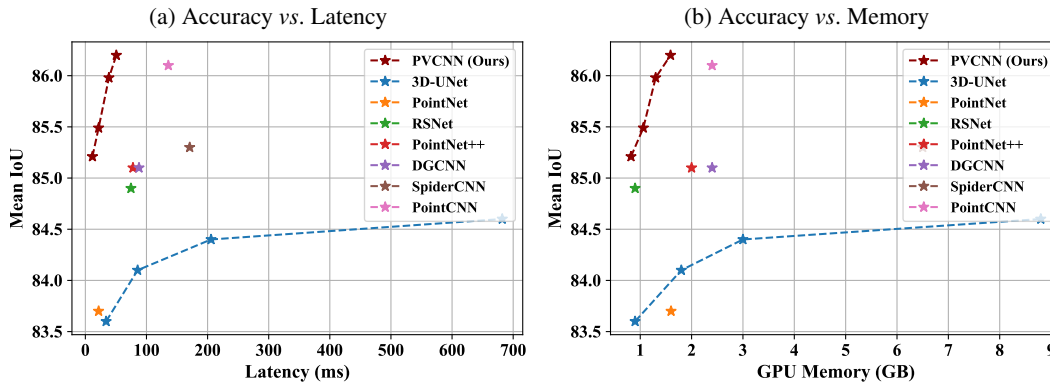 (a) Accuracy vs. Latency
86.0
85.5
85.0
84.5
84.0
83.5
Mean IoU
0 100 200 300 400 500 600 700
Latency (ms)
PVCNN (Ours)
3D-UNet
PointNet
RSNet
PointNet++
DGCNN
SpiderCNN
PointCNN
(b) Accuracy vs. Memory
86.0
85.5
85.0
84.5
84.0
83.5
Mean IoU
1 2 3 4 5 6 7 8 9
GPU Memory (GB)
PVCNN (Ours)
3D-UNet
PointNet
RSNet
PointNet++
DGCNN
SpiderCNN
PointCNN